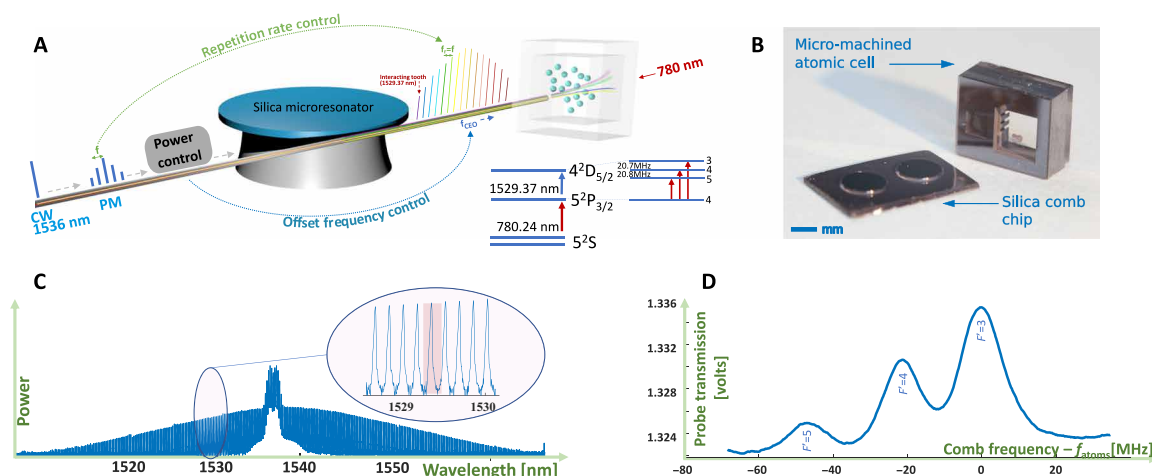 A
Repetition rate control
fr=f
Interacting tooth
(1529.37 nm)
780 nm
Silica microresonator
fCEO
f
Power
control
CW
1536 nm
PM
Offset frequency control
4²D5/2
1529.37 nm
5²P3/2
780.24 nm
5²S
20.7MHz
20.8MHz
3
4
5
4
B
Micro-machined
atomic cell
Silica comb
chip
mm
C
Power
1529
1530
1520
1530
1540
1550
Wavelength [nm]
D
Probe transmission
[volts]
1.336
1.332
1.328
1.324
F'=5
F'=4
F'=3
−80
−60
−40
−20
0
20
Comb frequency – fatoms[MHz]